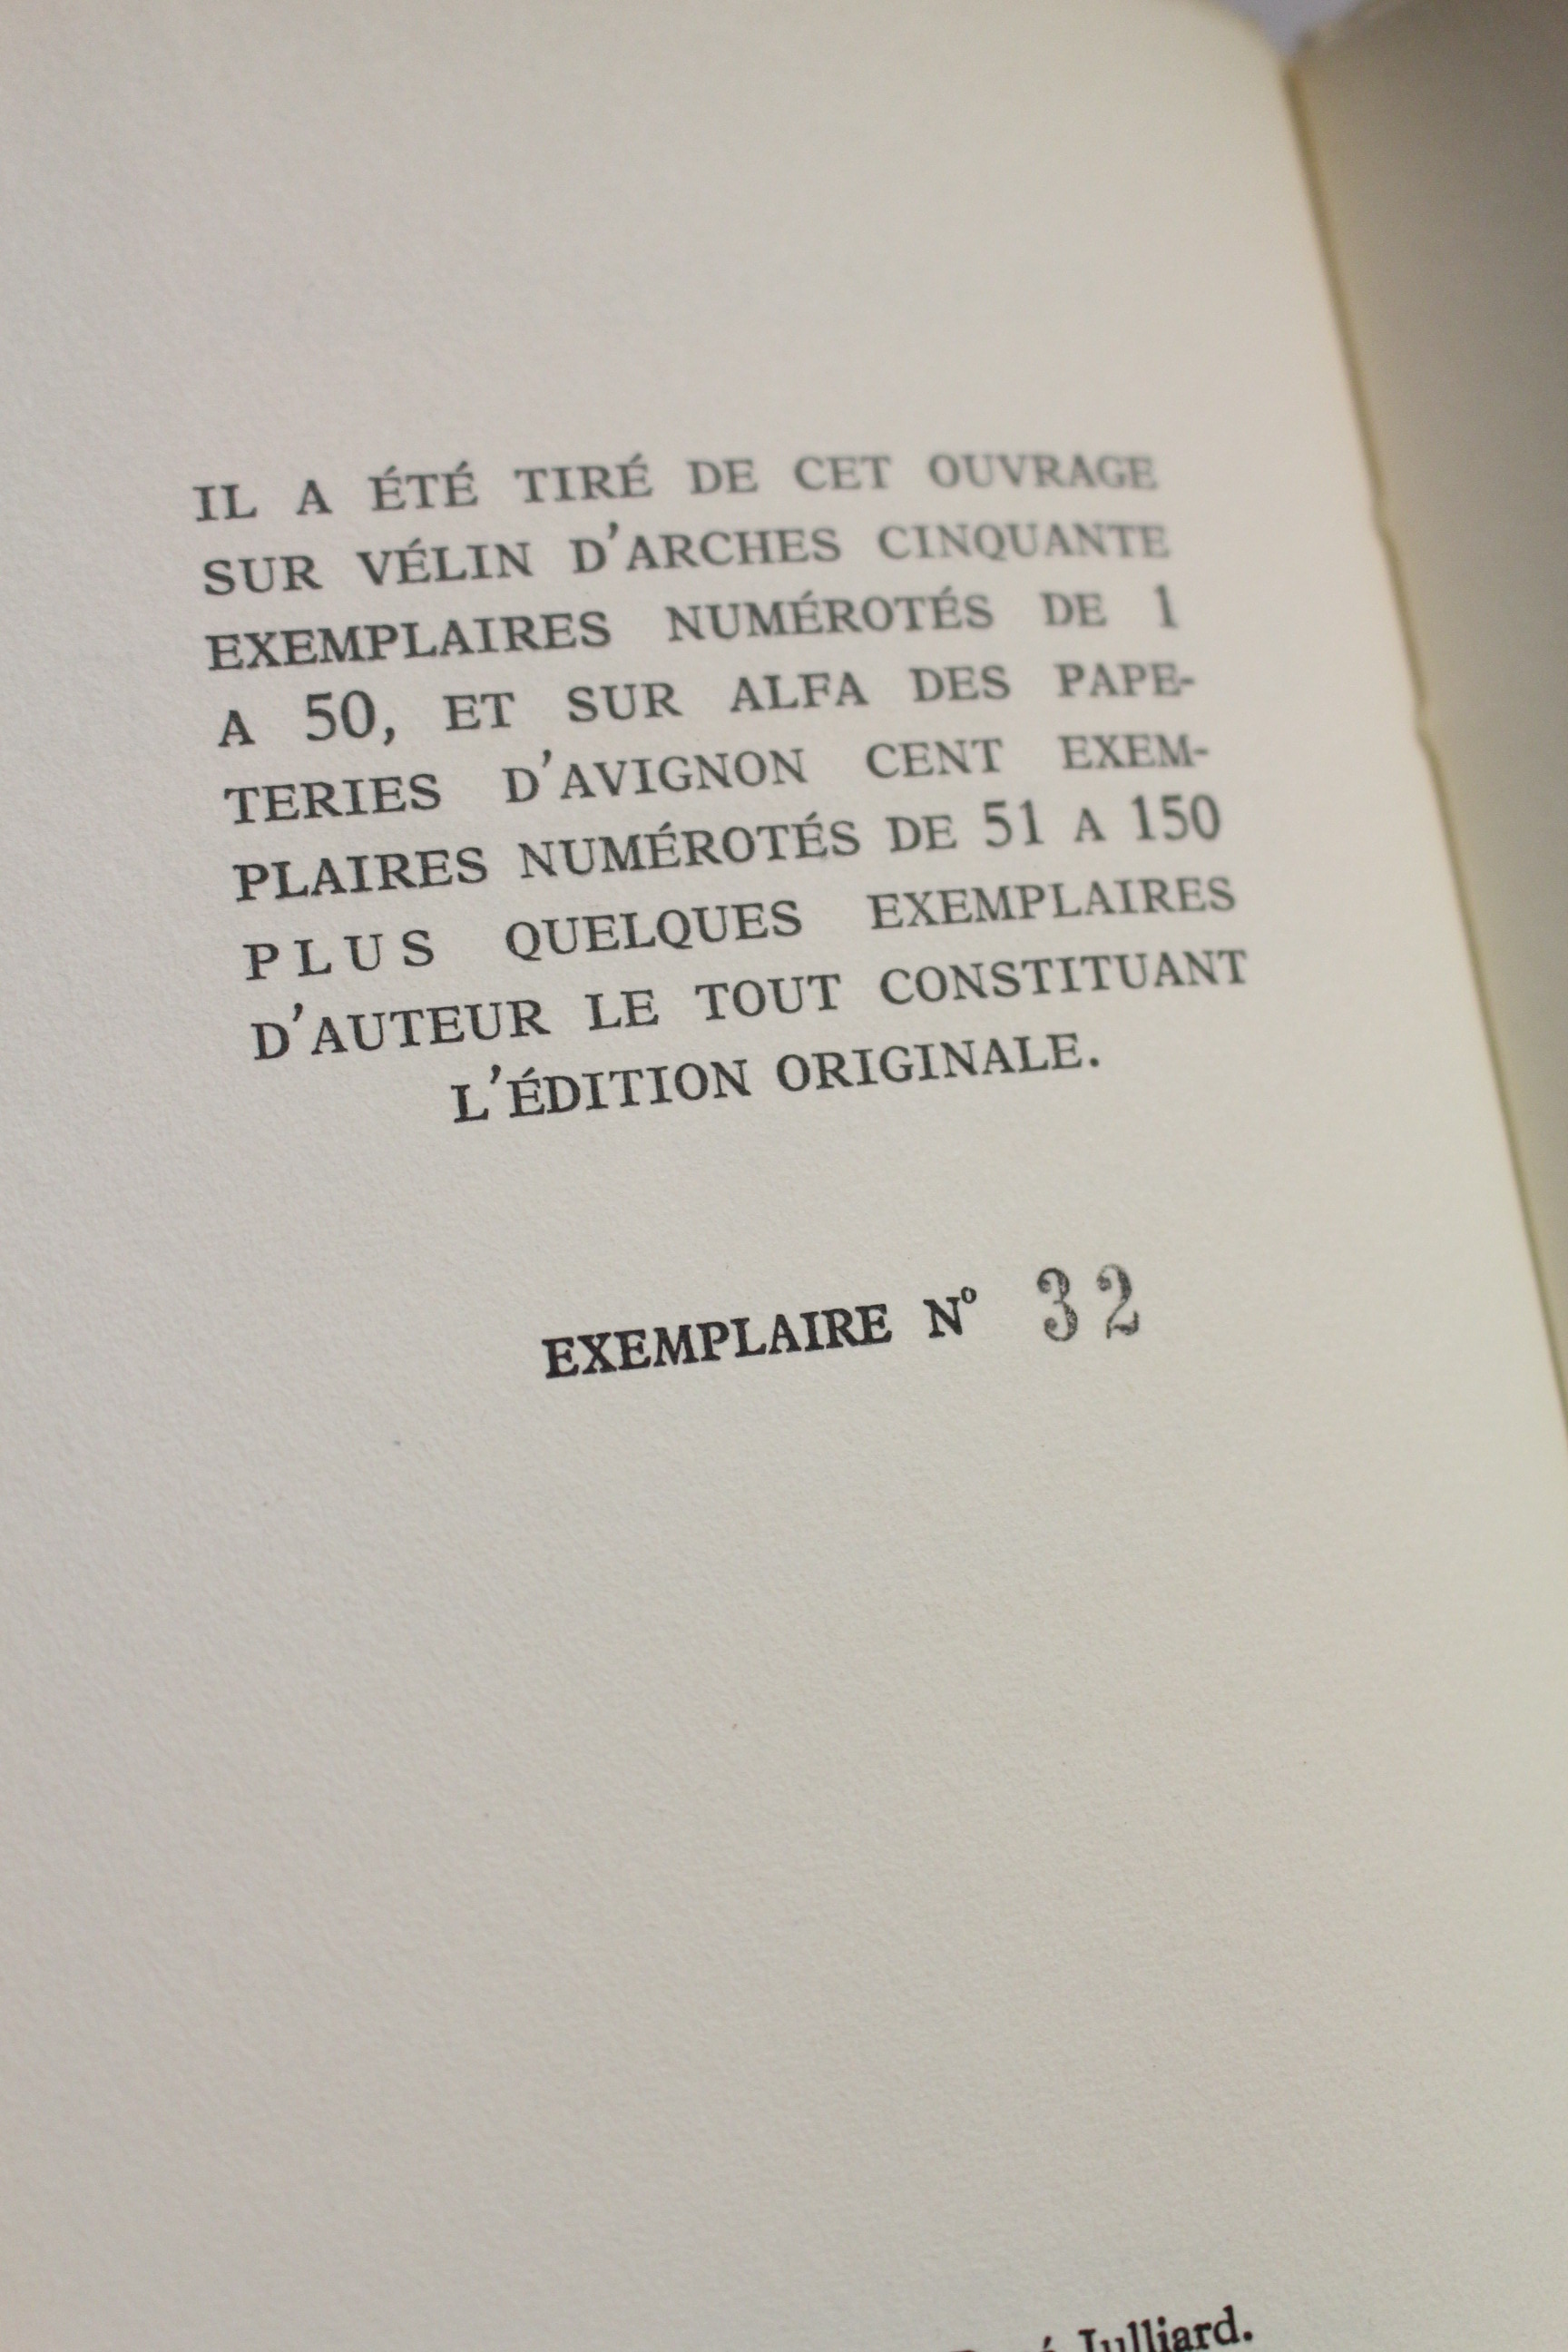 IL A ÉTÉ TIRÉ DE CET OUVRAGE
SUR VÉLIN D'ARCHES CINQUANTE
EXEMPLAIRES NUMÉROTÉS DE 1
A 50, ET SUR ALFA DES PAPE-
TERIES D'AVIGNON CENT EXEM-
PLAIRES NUMÉROTÉS DE 51 A 150
PLUS QUELQUES EXEMPLAIRES
D'AUTEUR LE TOUT CONSTITUANT
L'ÉDITION ORIGINALE.
EXEMPLAIRE Nº 32
Julliard.